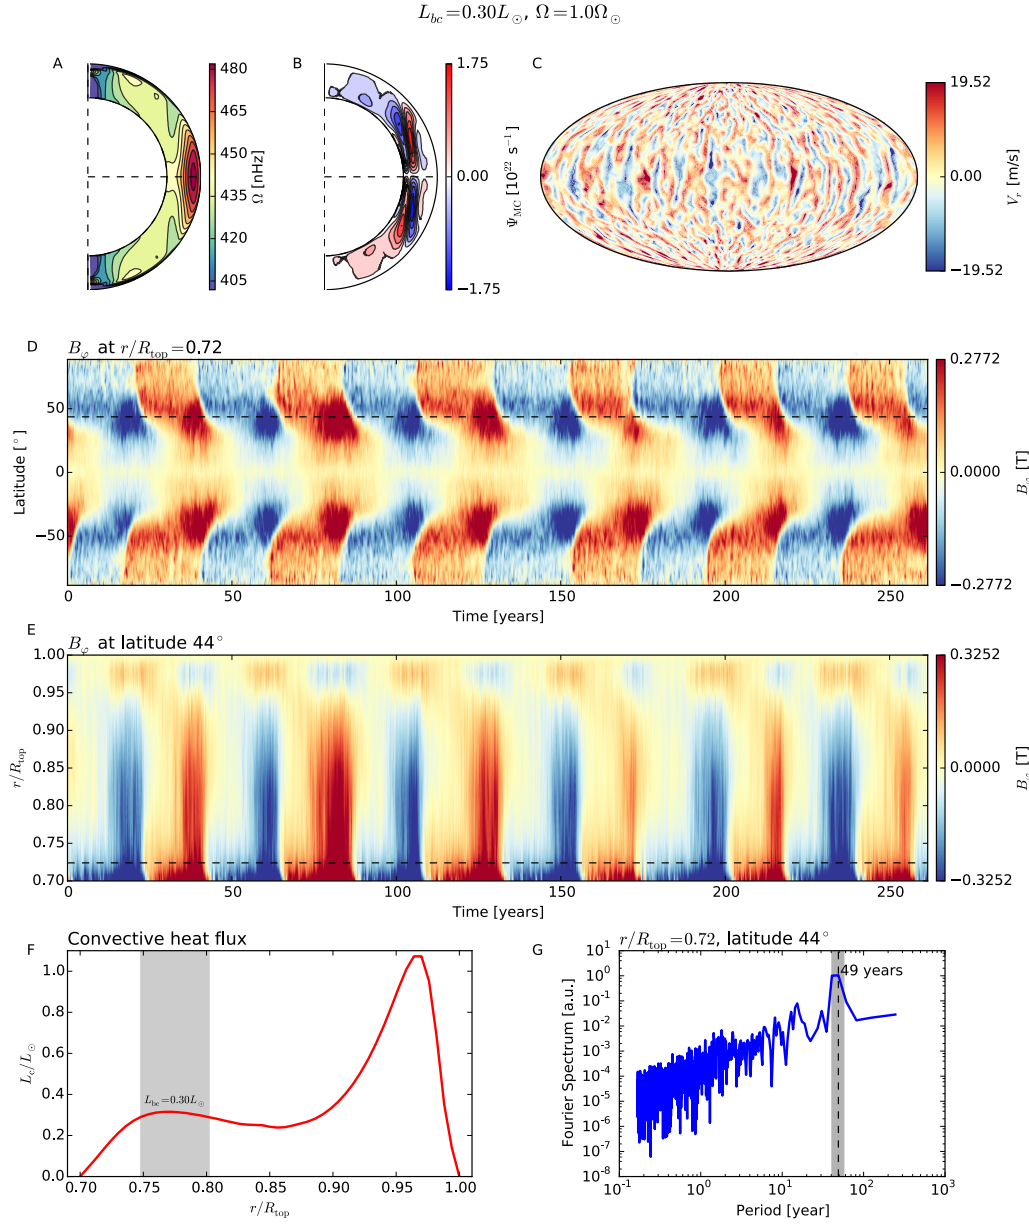 L_bc = 0.30L_⊙, Ω = 1.0Ω_⊙
A
480
465
450
435
420
405
Ω [nHz]
B
1.75
0.00
−1.75
Ψ_MC [10^22 s^−1]
C
19.52
0.00
−19.52
V_r [m/s]
D
B_φ at r/R_top = 0.72
50
0
−50
Latitude [°]
0 50 100 150 200 250
Time [years]
0.2772
0.0000
−0.2772
B_φ [T]
E
B_φ at latitude 44°
1.00
0.95
0.90
0.85
0.80
0.75
0.70
r/R_top
0 50 100 150 200 250
Time [years]
0.3252
0.0000
−0.3252
B_φ [T]
F
Convective heat flux
1.0
0.8
0.6
0.4
0.2
0.0
L_c/L_⊙
L_bc = 0.30L_⊙
0.70 0.75 0.80 0.85 0.90 0.95 1.00
r/R_top
G
r/R_top = 0.72, latitude 44°
10^1
10^0
10^−1
10^−2
10^−3
10^−4
10^−5
10^−6
10^−7
10^−8
Fourier Spectrum [a.u.]
49 years
10^−1 10^0 10^1 10^2 10^3
Period [year]